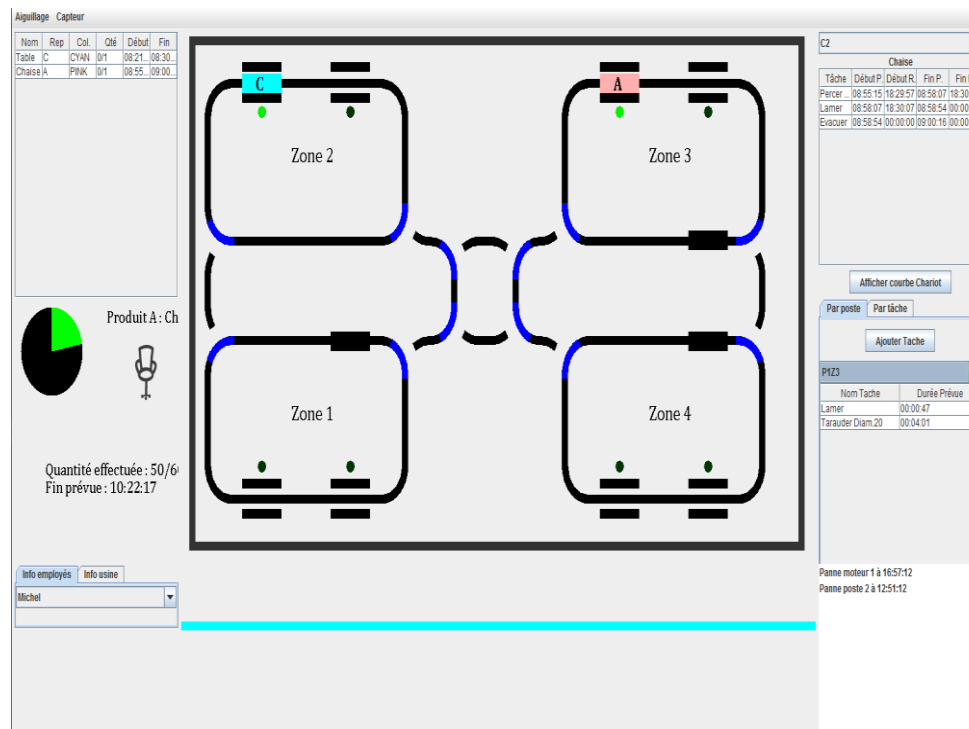 Aiguillage Capteur
Nom Rep Col. Qté Début Fin
Table C CYAN 0/1 08:21... 08:30...
Chaise A PINK 0/1 08:55... 09:00...
C
A
Zone 2
Zone 3
Zone 1
Zone 4
Produit A : Ch
Quantité effectuée : 50/6
Fin prévue : 10:22:17
Info employés Info usine
Michel
C2
Chaise
Tâche Début P. Début R. Fin P. Fin
Percer ... 08:55:15 18:29:57 08:58:07 18:30
Lamer 08:58:07 18:30:07 08:58:54 00:00
Evacuer 08:58:54 00:00:00 09:00:16 00:00
Afficher courbe Chariot
Par poste Par tâche
Ajouter Tache
P1Z3
Nom Tache Durée Prévue
Lamer 00:00:47
Tarauder Diam.20 00:04:01
Panne moteur 1 à 16:57:12
Panne poste 2 à 12:51:12